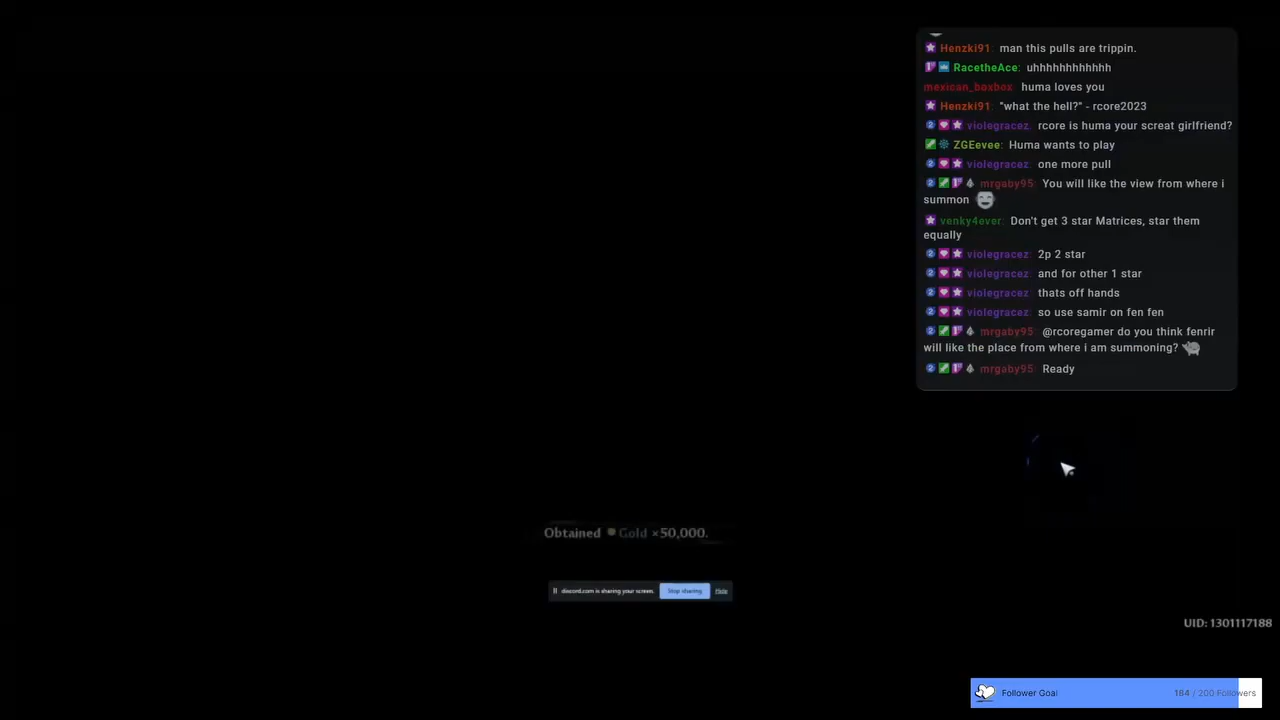 Henzki91: man this pulls are trippin.
RacetheAce: uhhhhhhhhhhhh
mexican_boxbox: huma loves you
Henzki91: "what the hell?" - rcore2023
violegracez: rcore is huma your screat girlfriend?
ZGEevee: Huma wants to play
violegracez: one more pull
mrgaby95: You will like the view from where i
summon
venky4ever: Don't get 3 star Matrices, star them
equally
violegracez: 2p 2 star
violegracez: and for other 1 star
violegracez: thats off hands
violegracez: so use samir on fen fen
mrgaby95: @rcoregamer do you think fenrir
will like the place from where i am summoning?
mrgaby95: Ready
Obtained Gold ×50,000.
discord.com is sharing your screen. Stop sharing Hide
UID: 1301117188
Follower Goal 184 / 200 Followers